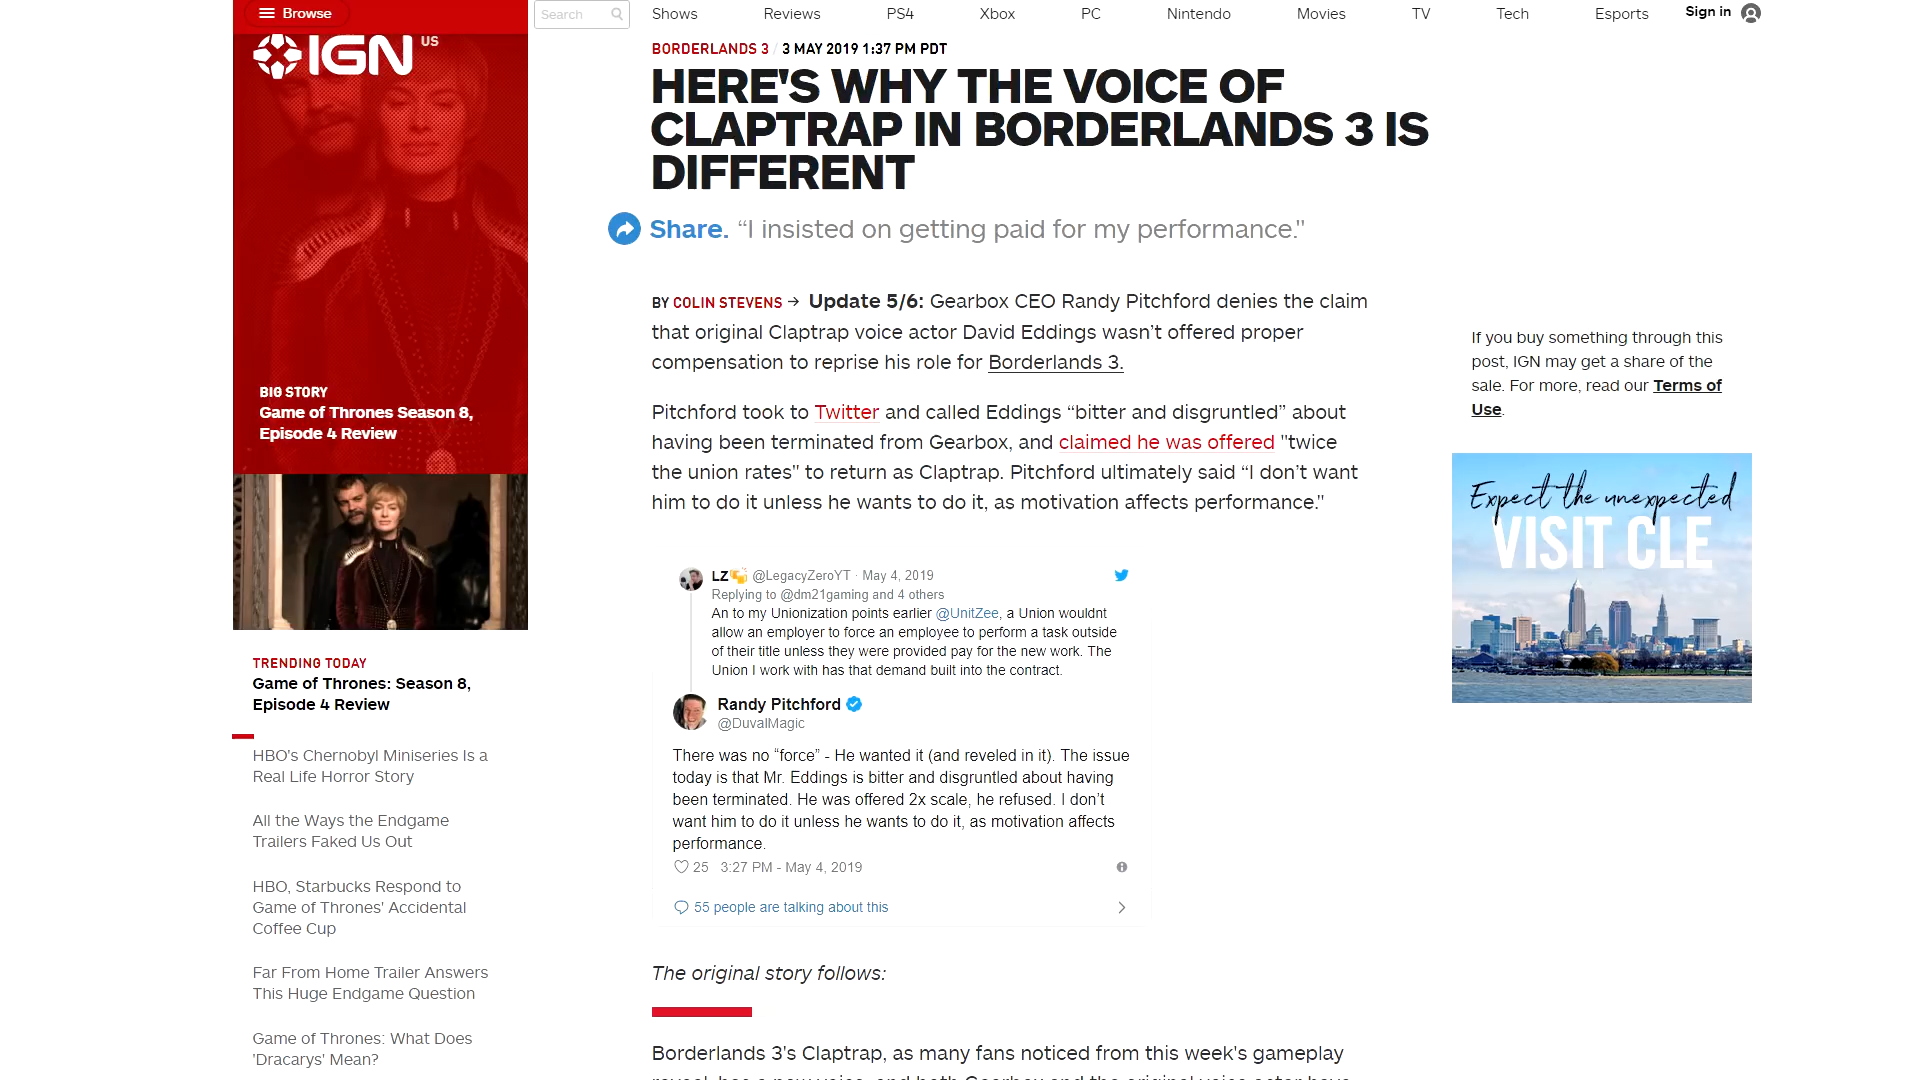 Browse
Search
Shows
Reviews
PS4
Xbox
PC
Nintendo
Movies
TV
Tech
Esports
Sign in
IGN US
BIG STORY
Game of Thrones Season 8,
Episode 4 Review
TRENDING TODAY
Game of Thrones: Season 8,
Episode 4 Review
HBO's Chernobyl Miniseries Is a
Real Life Horror Story
All the Ways the Endgame
Trailers Faked Us Out
HBO, Starbucks Respond to
Game of Thrones' Accidental
Coffee Cup
Far From Home Trailer Answers
This Huge Endgame Question
Game of Thrones: What Does
'Dracarys' Mean?
BORDERLANDS 3 / 3 MAY 2019 1:37 PM PDT
HERE'S WHY THE VOICE OF
CLAPTRAP IN BORDERLANDS 3 IS
DIFFERENT
Share. “I insisted on getting paid for my performance."
BY COLIN STEVENS → Update 5/6: Gearbox CEO Randy Pitchford denies the claim
that original Claptrap voice actor David Eddings wasn’t offered proper
compensation to reprise his role for Borderlands 3.
Pitchford took to Twitter and called Eddings “bitter and disgruntled” about
having been terminated from Gearbox, and claimed he was offered "twice
the union rates" to return as Claptrap. Pitchford ultimately said “I don’t want
him to do it unless he wants to do it, as motivation affects performance."
LZ @LegacyZeroYT · May 4, 2019
Replying to @dm21gaming and 4 others
An to my Unionization points earlier @UnitZee, a Union wouldnt
allow an employer to force an employee to perform a task outside
of their title unless they were provided pay for the new work. The
Union I work with has that demand built into the contract.
Randy Pitchford
@DuvalMagic
There was no “force” - He wanted it (and reveled in it). The issue
today is that Mr. Eddings is bitter and disgruntled about having
been terminated. He was offered 2x scale, he refused. I don’t
want him to do it unless he wants to do it, as motivation affects
performance.
25 3:27 PM - May 4, 2019
55 people are talking about this
The original story follows:
Borderlands 3's Claptrap, as many fans noticed from this week's gameplay
reveal, has a new voice, and both Gearbox and the original voice actor have
If you buy something through this
post, IGN may get a share of the
sale. For more, read our Terms of
Use.
Expect the unexpected
VISIT CLE